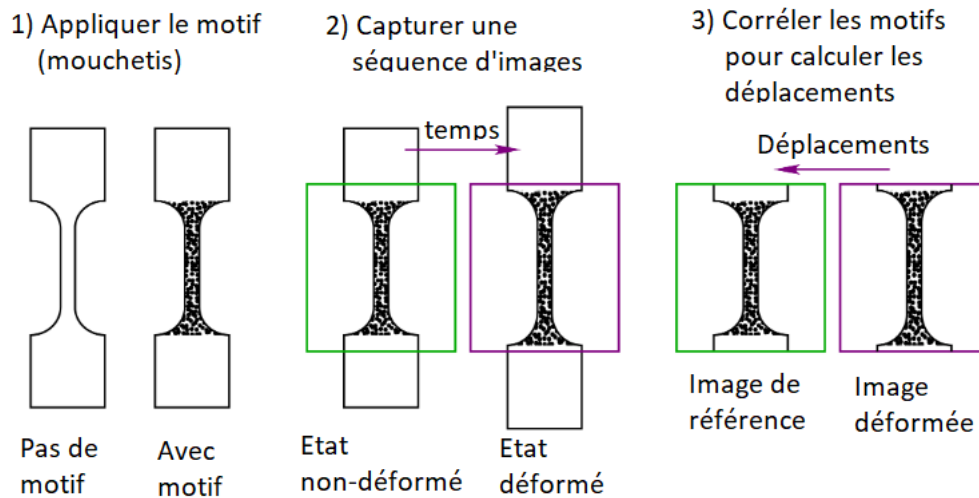 1) Appliquer le motif
(mouchetis)
2) Capturer une
séquence d'images
3) Corréler les motifs
pour calculer les
déplacements
temps
Déplacements
Pas de
motif
Avec
motif
Etat
non-déformé
Etat
déformé
Image de
référence
Image
déformée